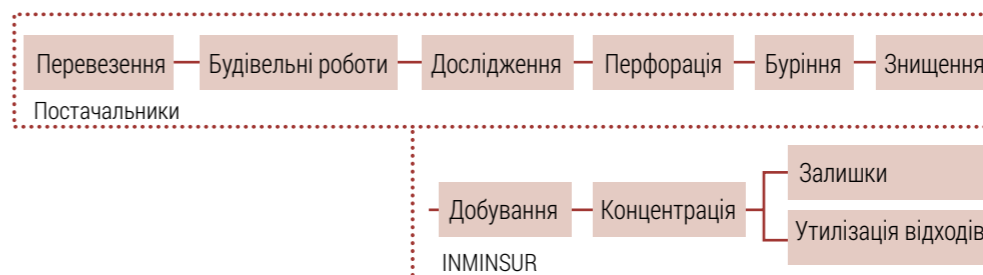 Перевезення Будівельні роботи Дослідження Перфорація Буріння Знищення
Постачальники
Залишки
Добування Концентрація
Утилізація відходів
INMINSUR